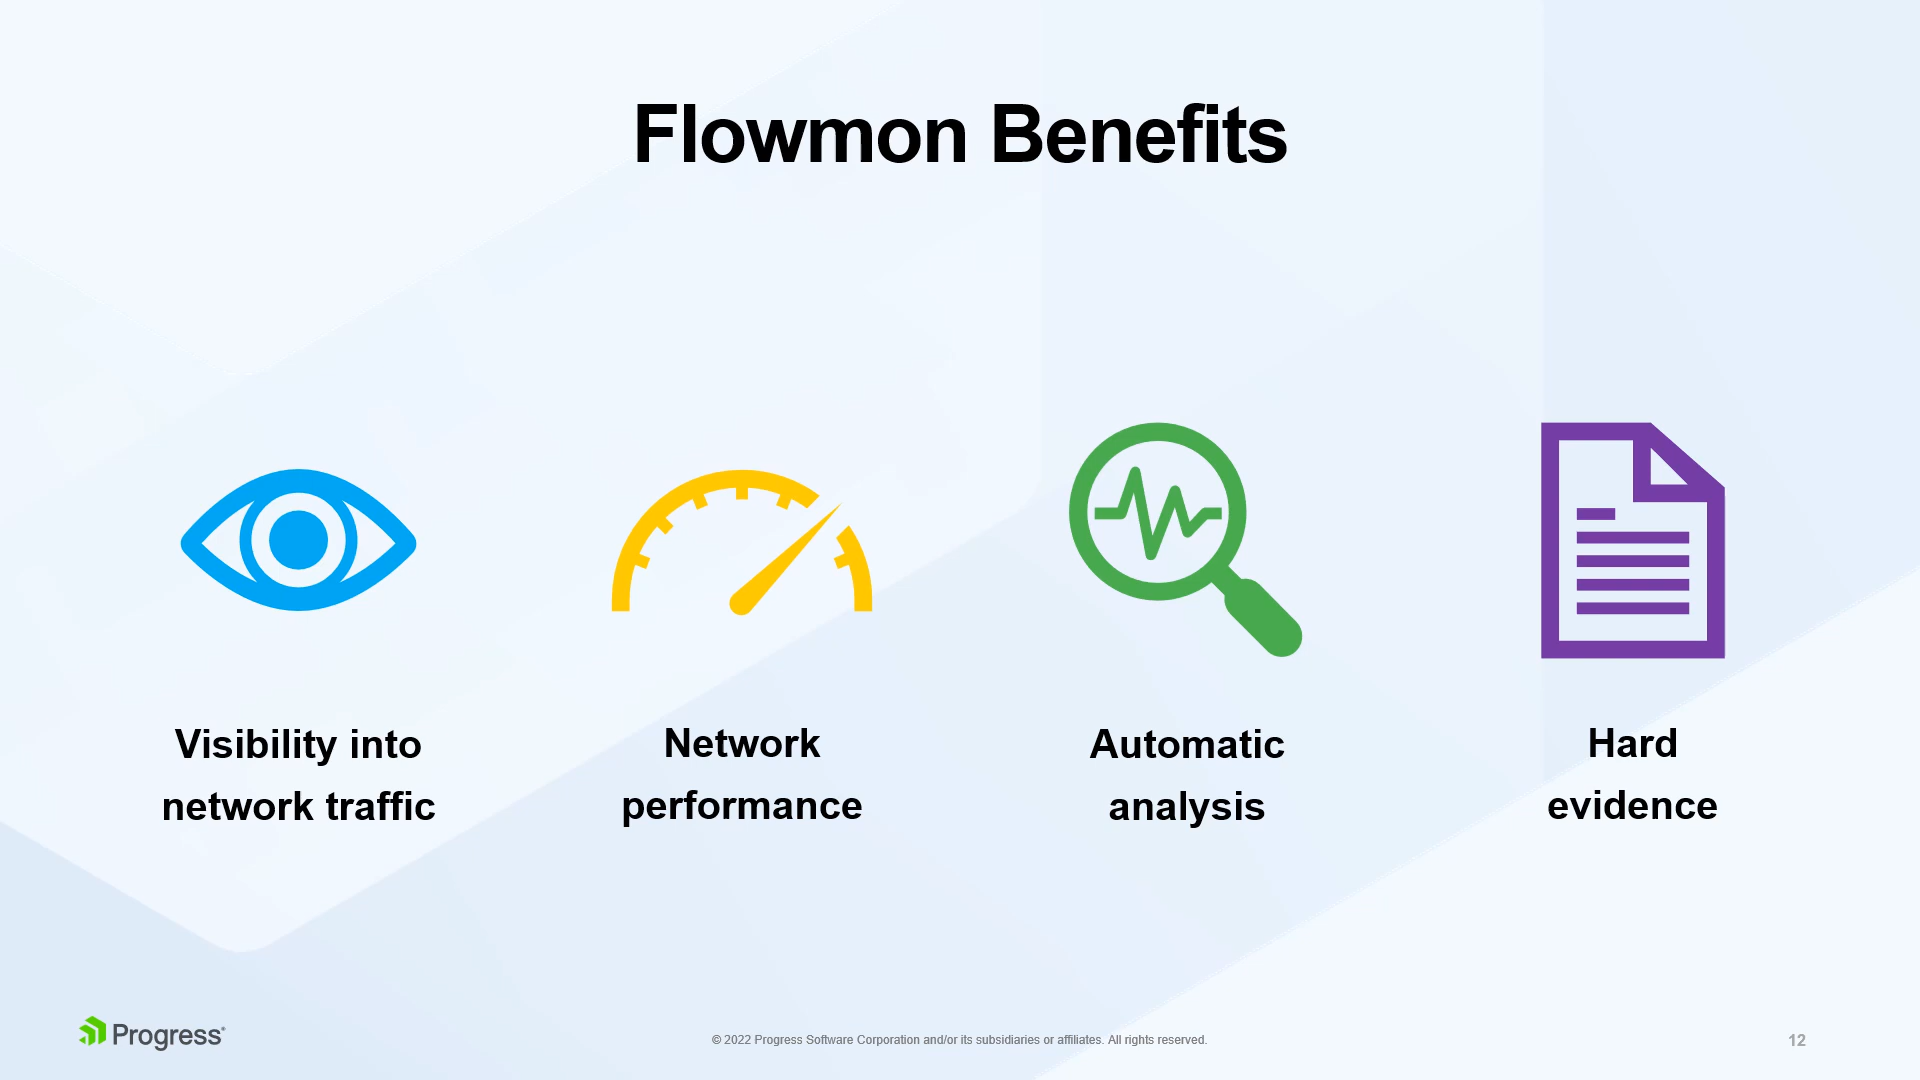 Flowmon Benefits
Visibility into
network traffic
Network
performance
Automatic
analysis
Hard
evidence
Progress®
© 2022 Progress Software Corporation and/or its subsidiaries or affiliates. All rights reserved.
12